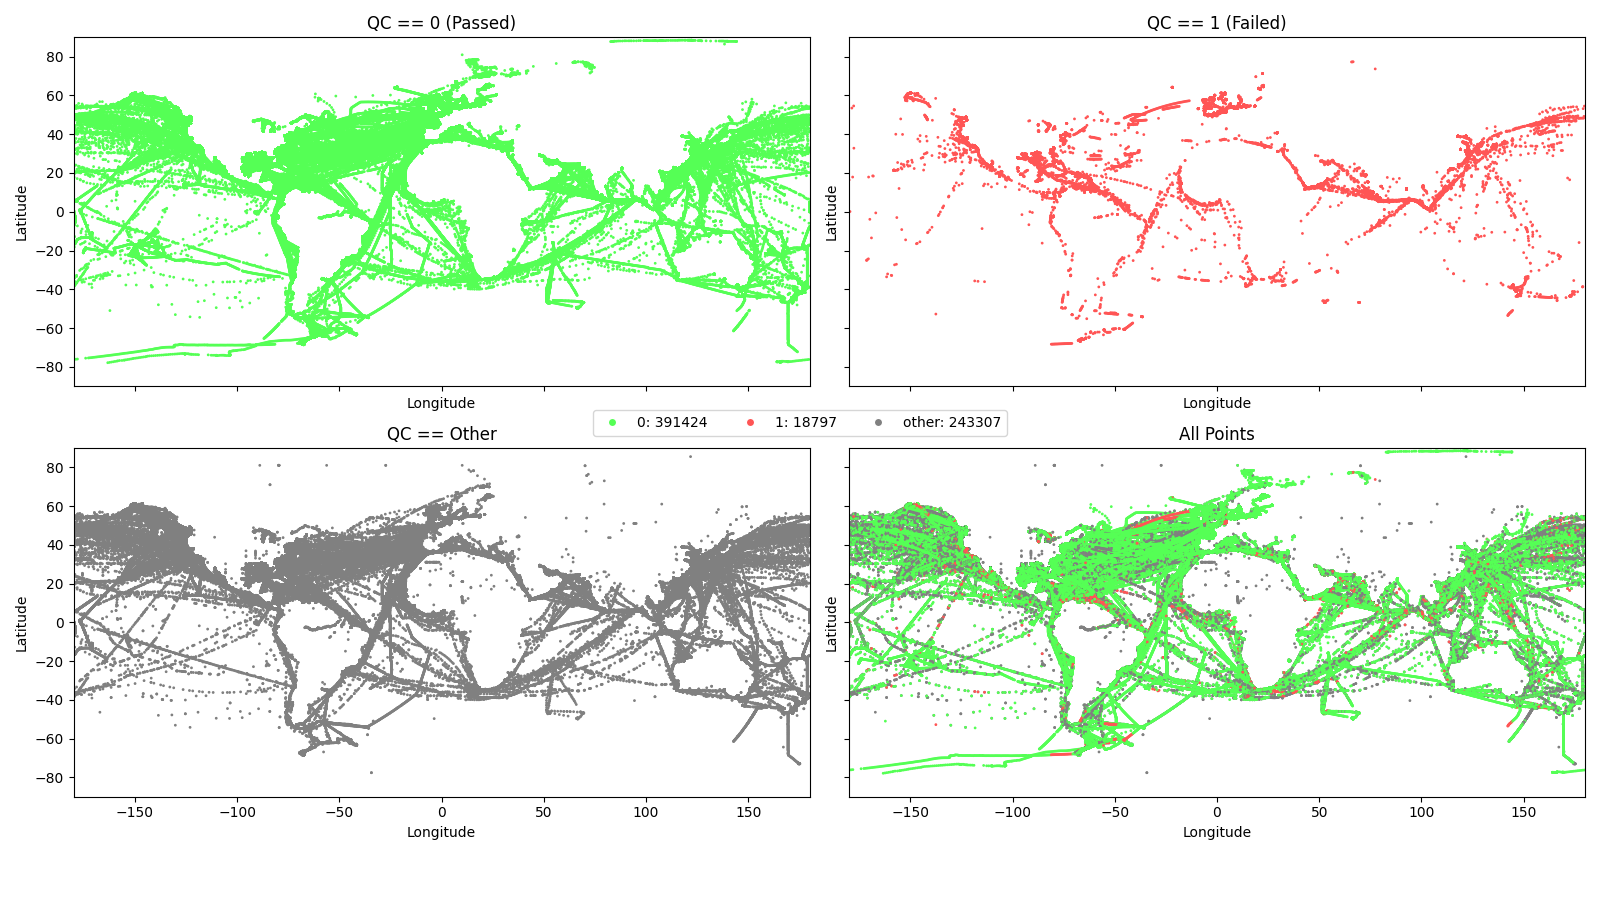 QC == 0 (Passed)
QC == 1 (Failed)
80
60
40
20
0
−20
−40
−60
−80
Latitude
Latitude
Longitude
Longitude
0: 391424
1: 18797
other: 243307
QC == Other
All Points
80
60
40
20
0
−20
−40
−60
−80
Latitude
Latitude
−150
−100
−50
0
50
100
150
−150
−100
−50
0
50
100
150
Longitude
Longitude